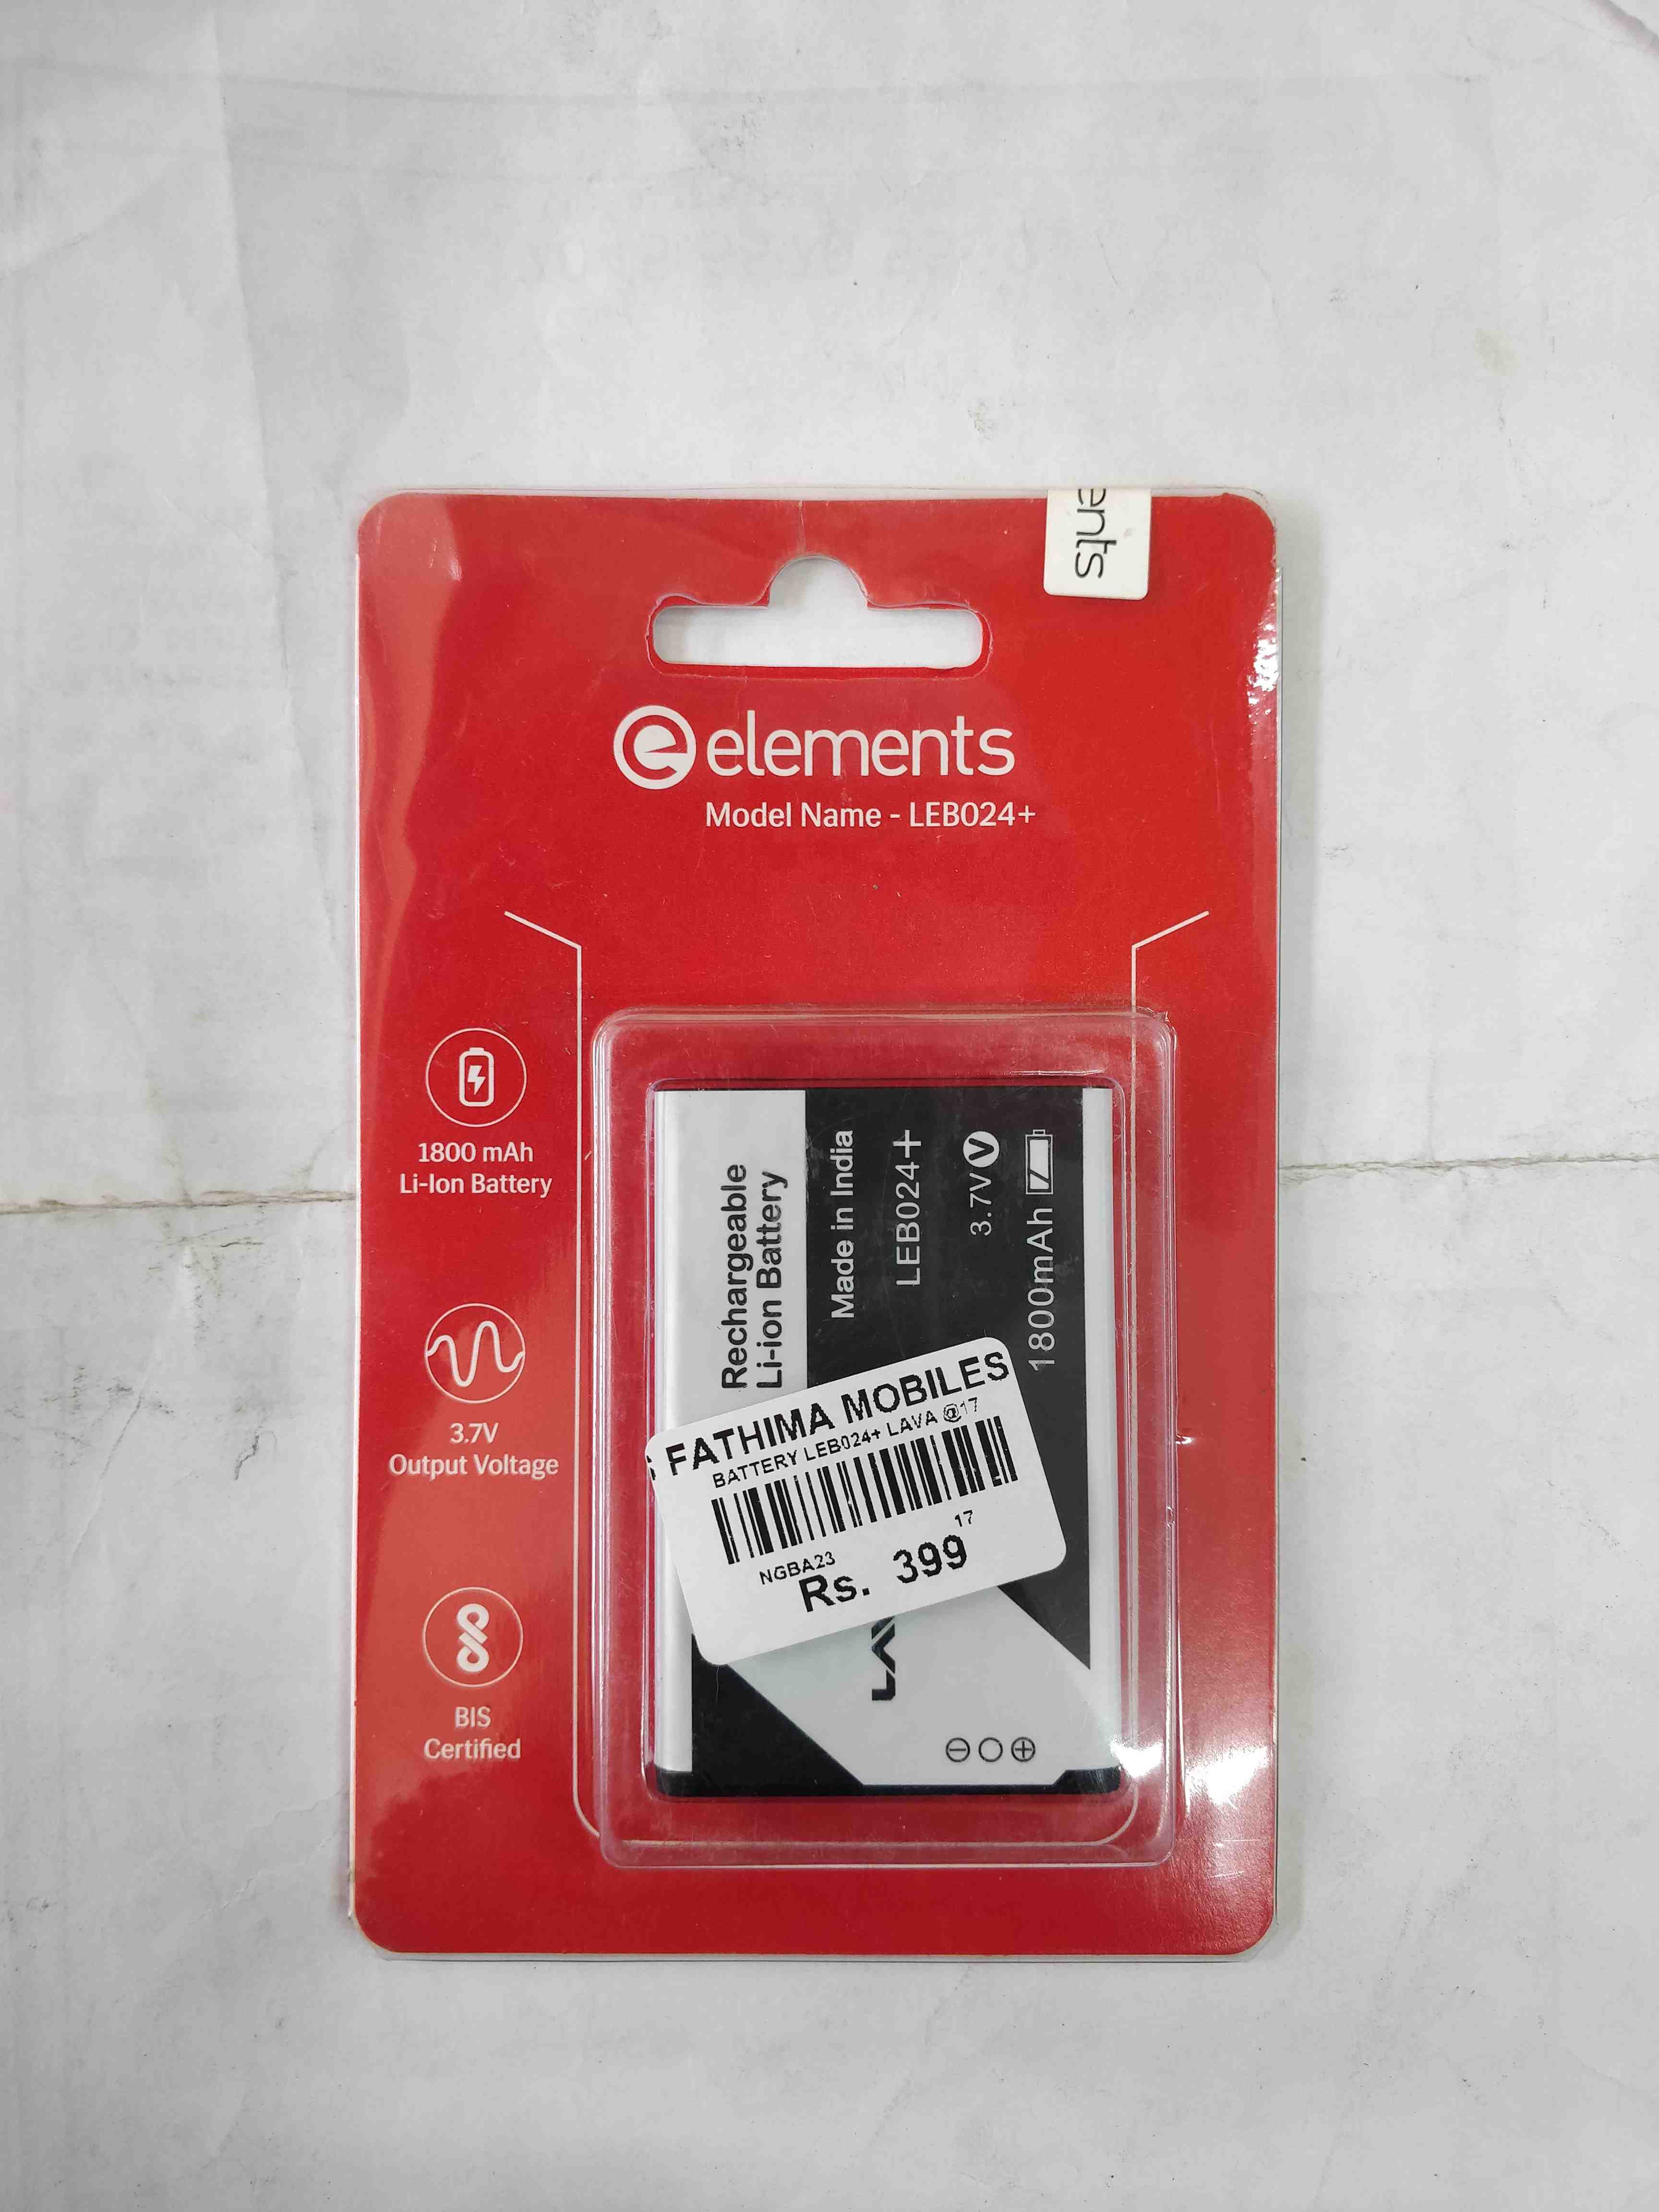 ents
elements
Model Name - LEB024+
1800 mAh
Li-Ion Battery
3.7V
Output Voltage
BIS
Certified
Rechargeable
Li-ion Battery
Made in India
LEB024+
3.7V V
1800mAh
FATHIMA MOBILES
BATTERY LEB024+ LAVA @17
17
NGBA23
Rs. 399